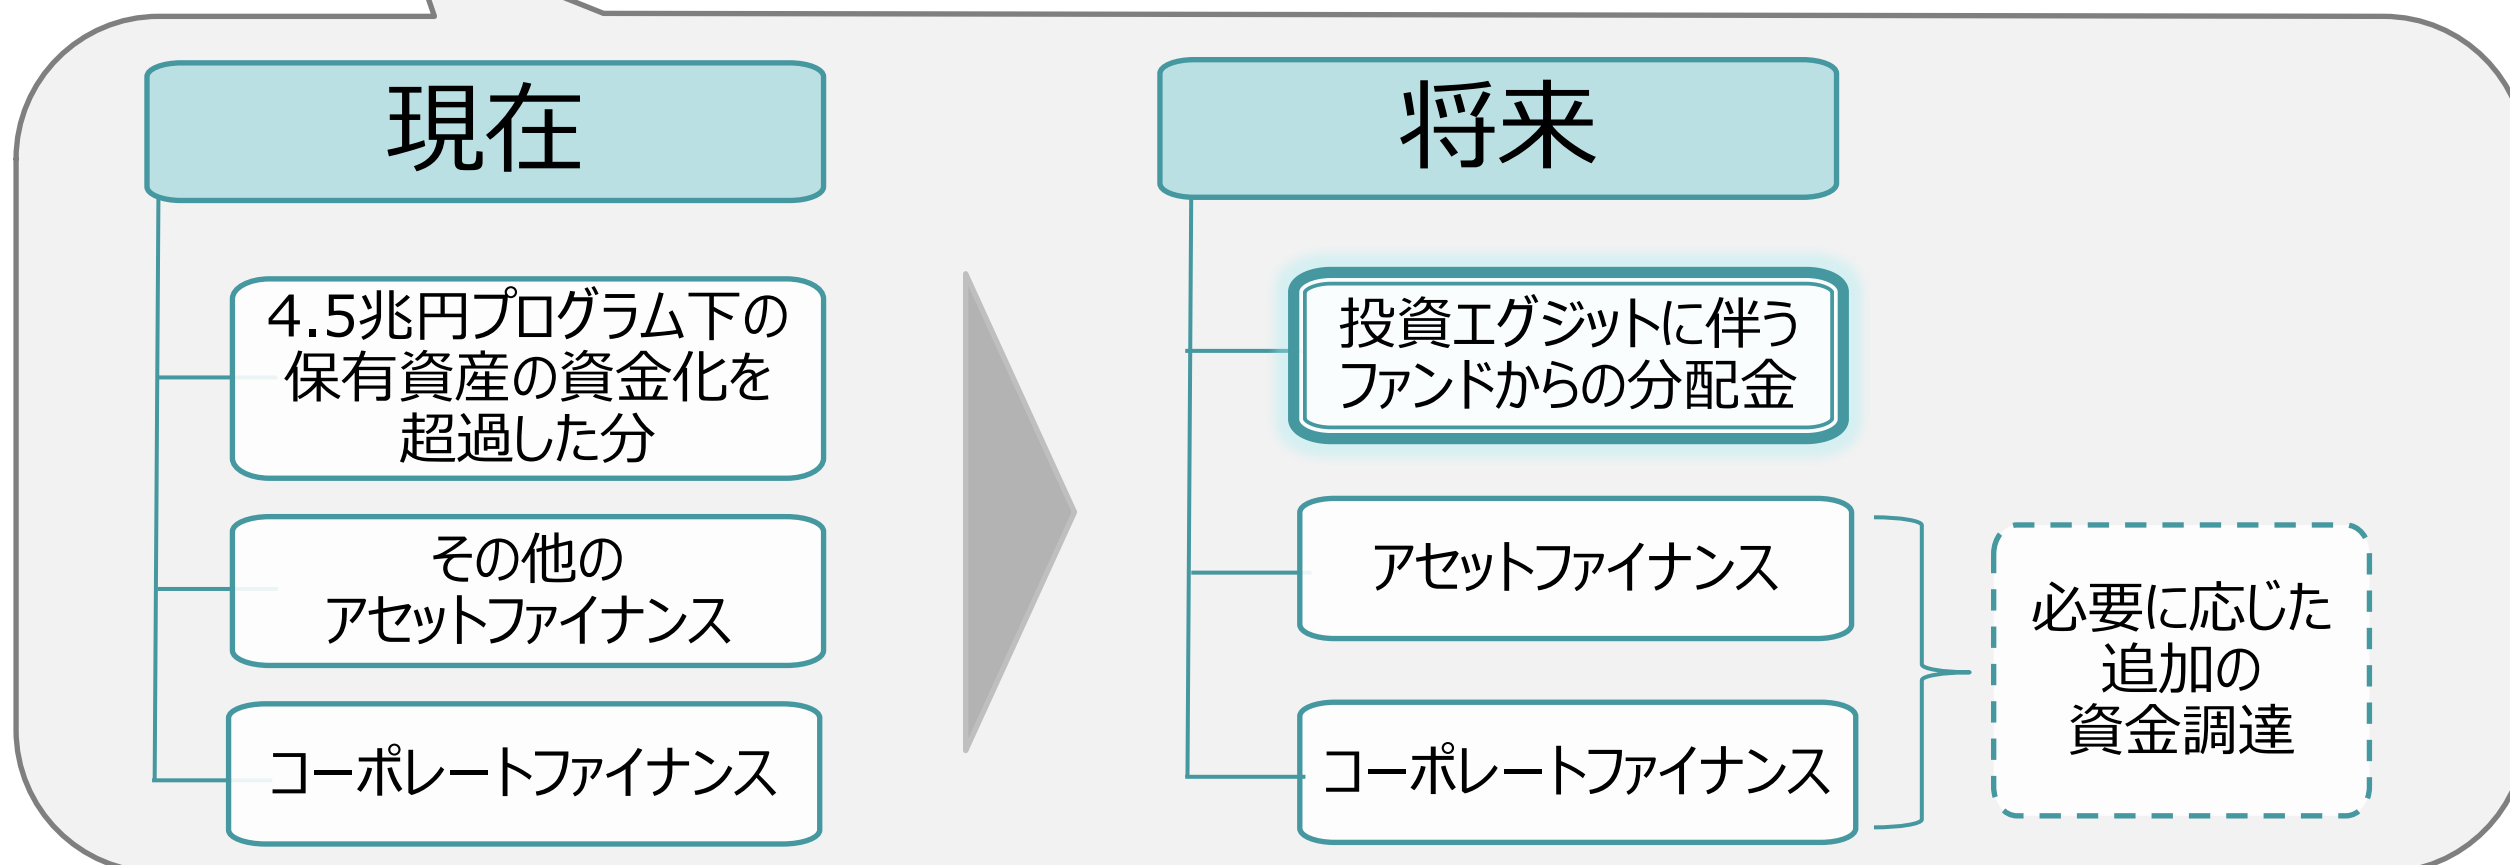 現在
4.5兆円プログラム以下の
保有資産の資金化を
超過した分
その他の
アセットファイナンス
コーポレートファイナンス
将来
投資エグジットに伴う
ファンドからの分配金
アセットファイナンス
コーポレートファイナンス
必要に応じた
追加の
資金調達